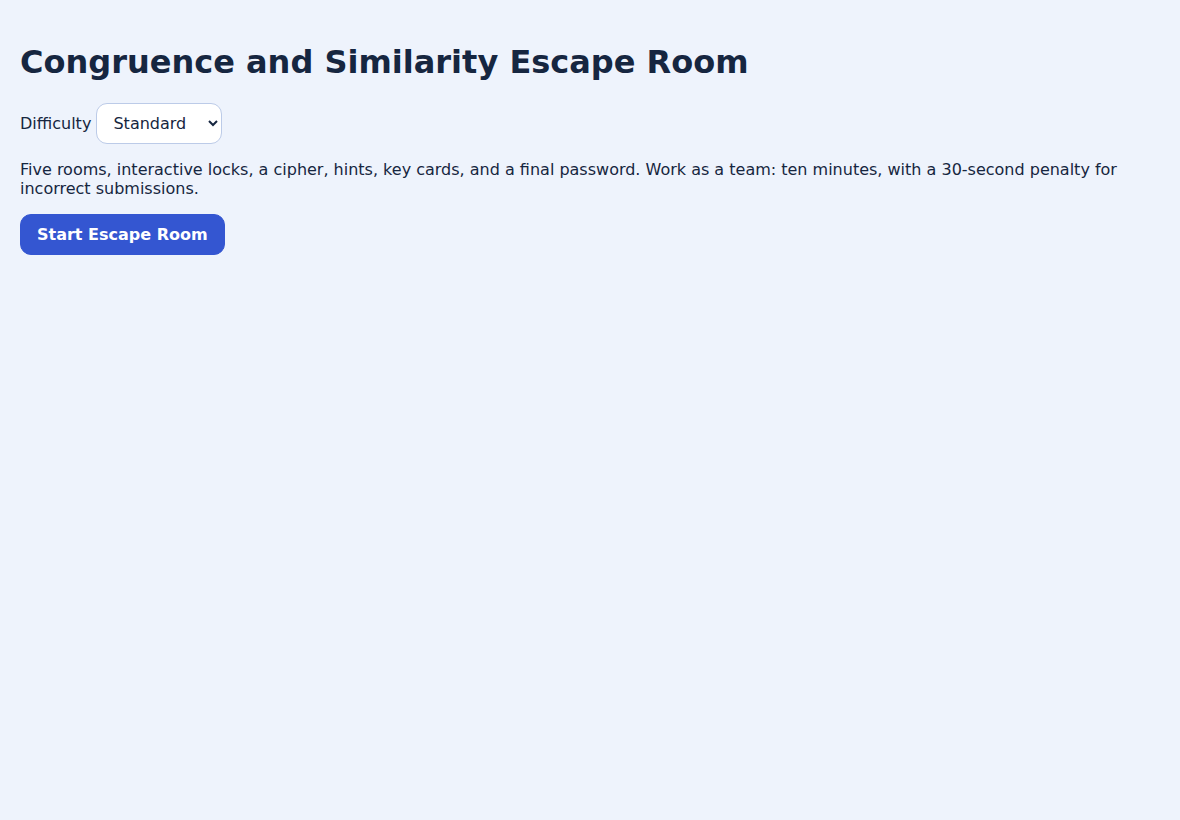 Congruence and Similarity Escape Room
Difficulty Standard
Five rooms, interactive locks, a cipher, hints, key cards, and a final password. Work as a team: ten minutes, with a 30-second penalty for
incorrect submissions.
Start Escape Room